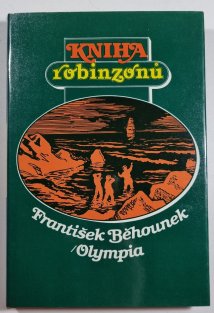 KNIHA
robinzonů
František Běhounek
/Olympia